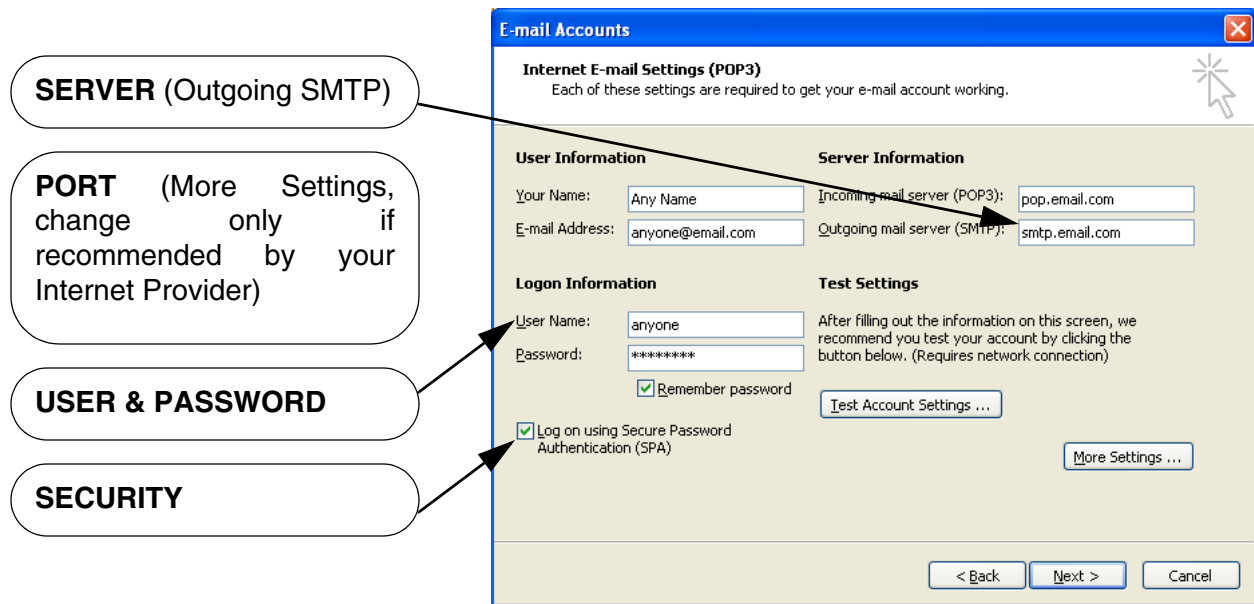 SERVER (Outgoing SMTP)
PORT (More Settings,
change only if
recommended by your
Internet Provider)
USER & PASSWORD
SECURITY
E-mail Accounts
Internet E-mail Settings (POP3)
Each of these settings are required to get your e-mail account working.
User Information
Your Name: Any Name
E-mail Address: anyone@email.com
Server Information
Incoming mail server (POP3): pop.email.com
Outgoing mail server (SMTP): smtp.email.com
Logon Information
User Name: anyone
Password: ********
Remember password
Log on using Secure Password
Authentication (SPA)
Test Settings
After filling out the information on this screen, we
recommend you test your account by clicking the
button below. (Requires network connection)
Test Account Settings ...
More Settings ...
< Back
Next >
Cancel